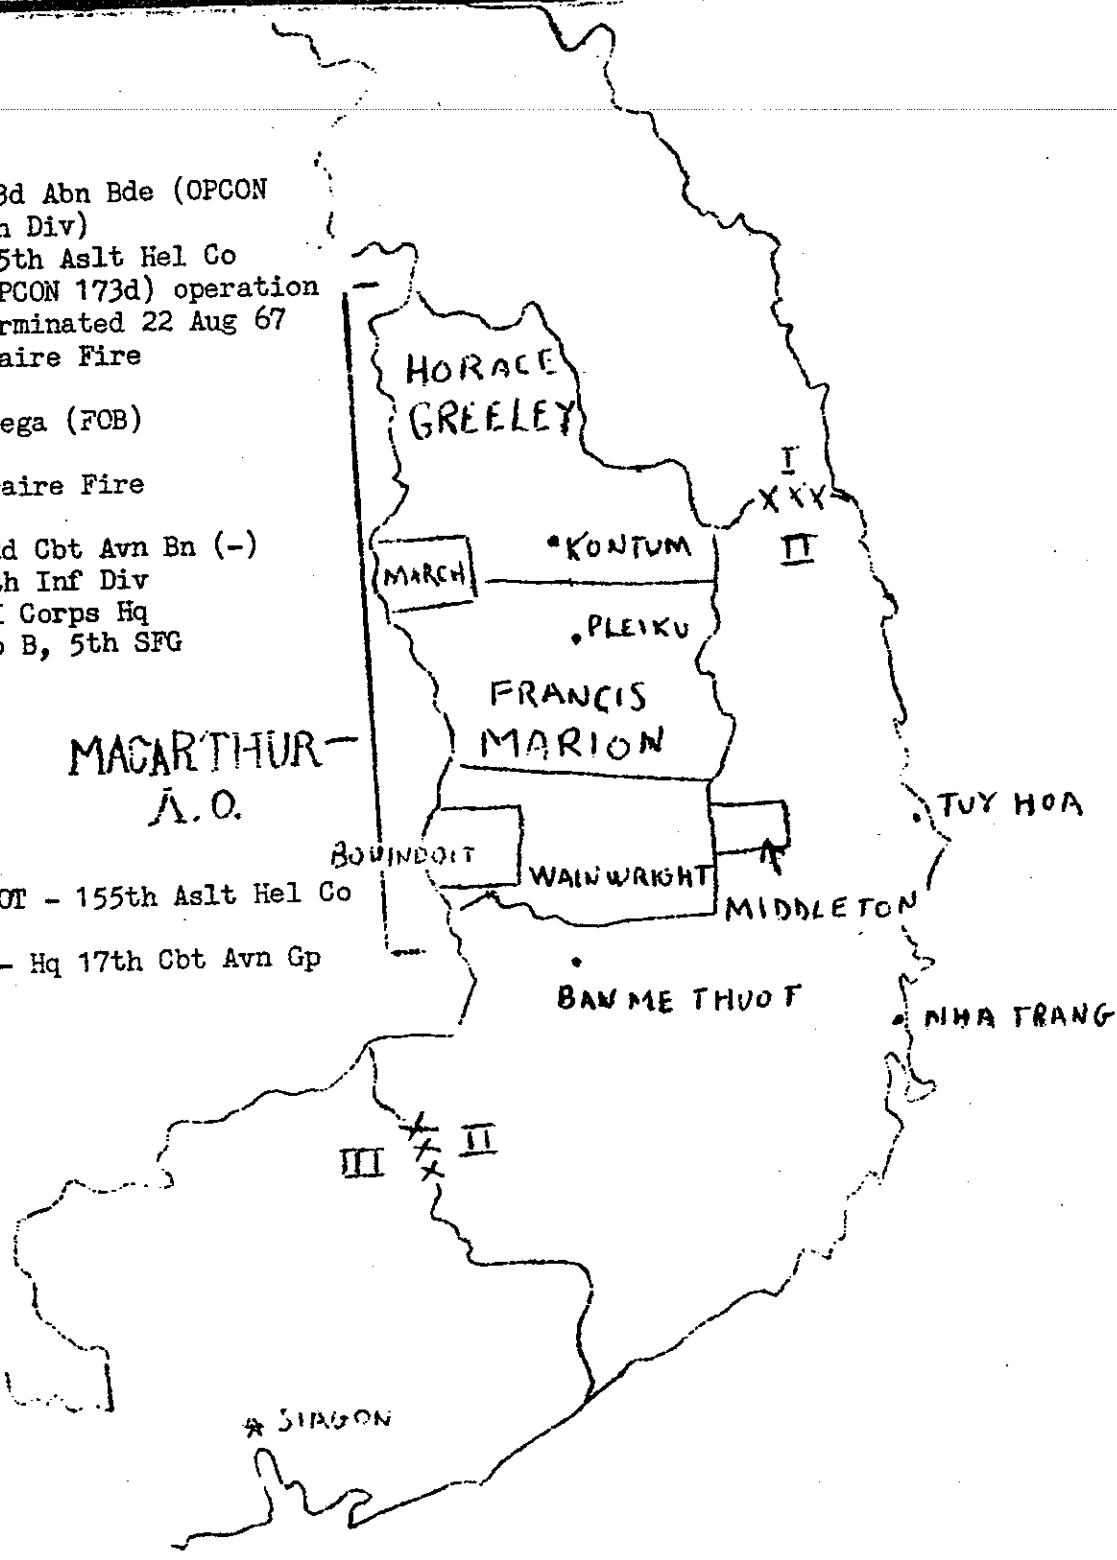 3d Abn Bde (OPCON
n Div)
5th Aslt Hel Co
PCON 173d) operation
rminated 22 Aug 67
aire Fire
ega (FOB)
aire Fire
d Cbt Avn Bn (-)
th Inf Div
I Corps Hq
o B, 5th SFG
HORACE
GREELEY
I
XXX
II
KONTUM
MARCH
PLEIKU
FRANCIS
MARION
MACARTHUR
A.O.
TUY HOA
WAINWRIGHT
MIDDLETON
OT - 155th Aslt Hel Co
- Hq 17th Cbt Avn Gp
BAN ME THUOT
NHA TRANG
III XXX II
SIAGON